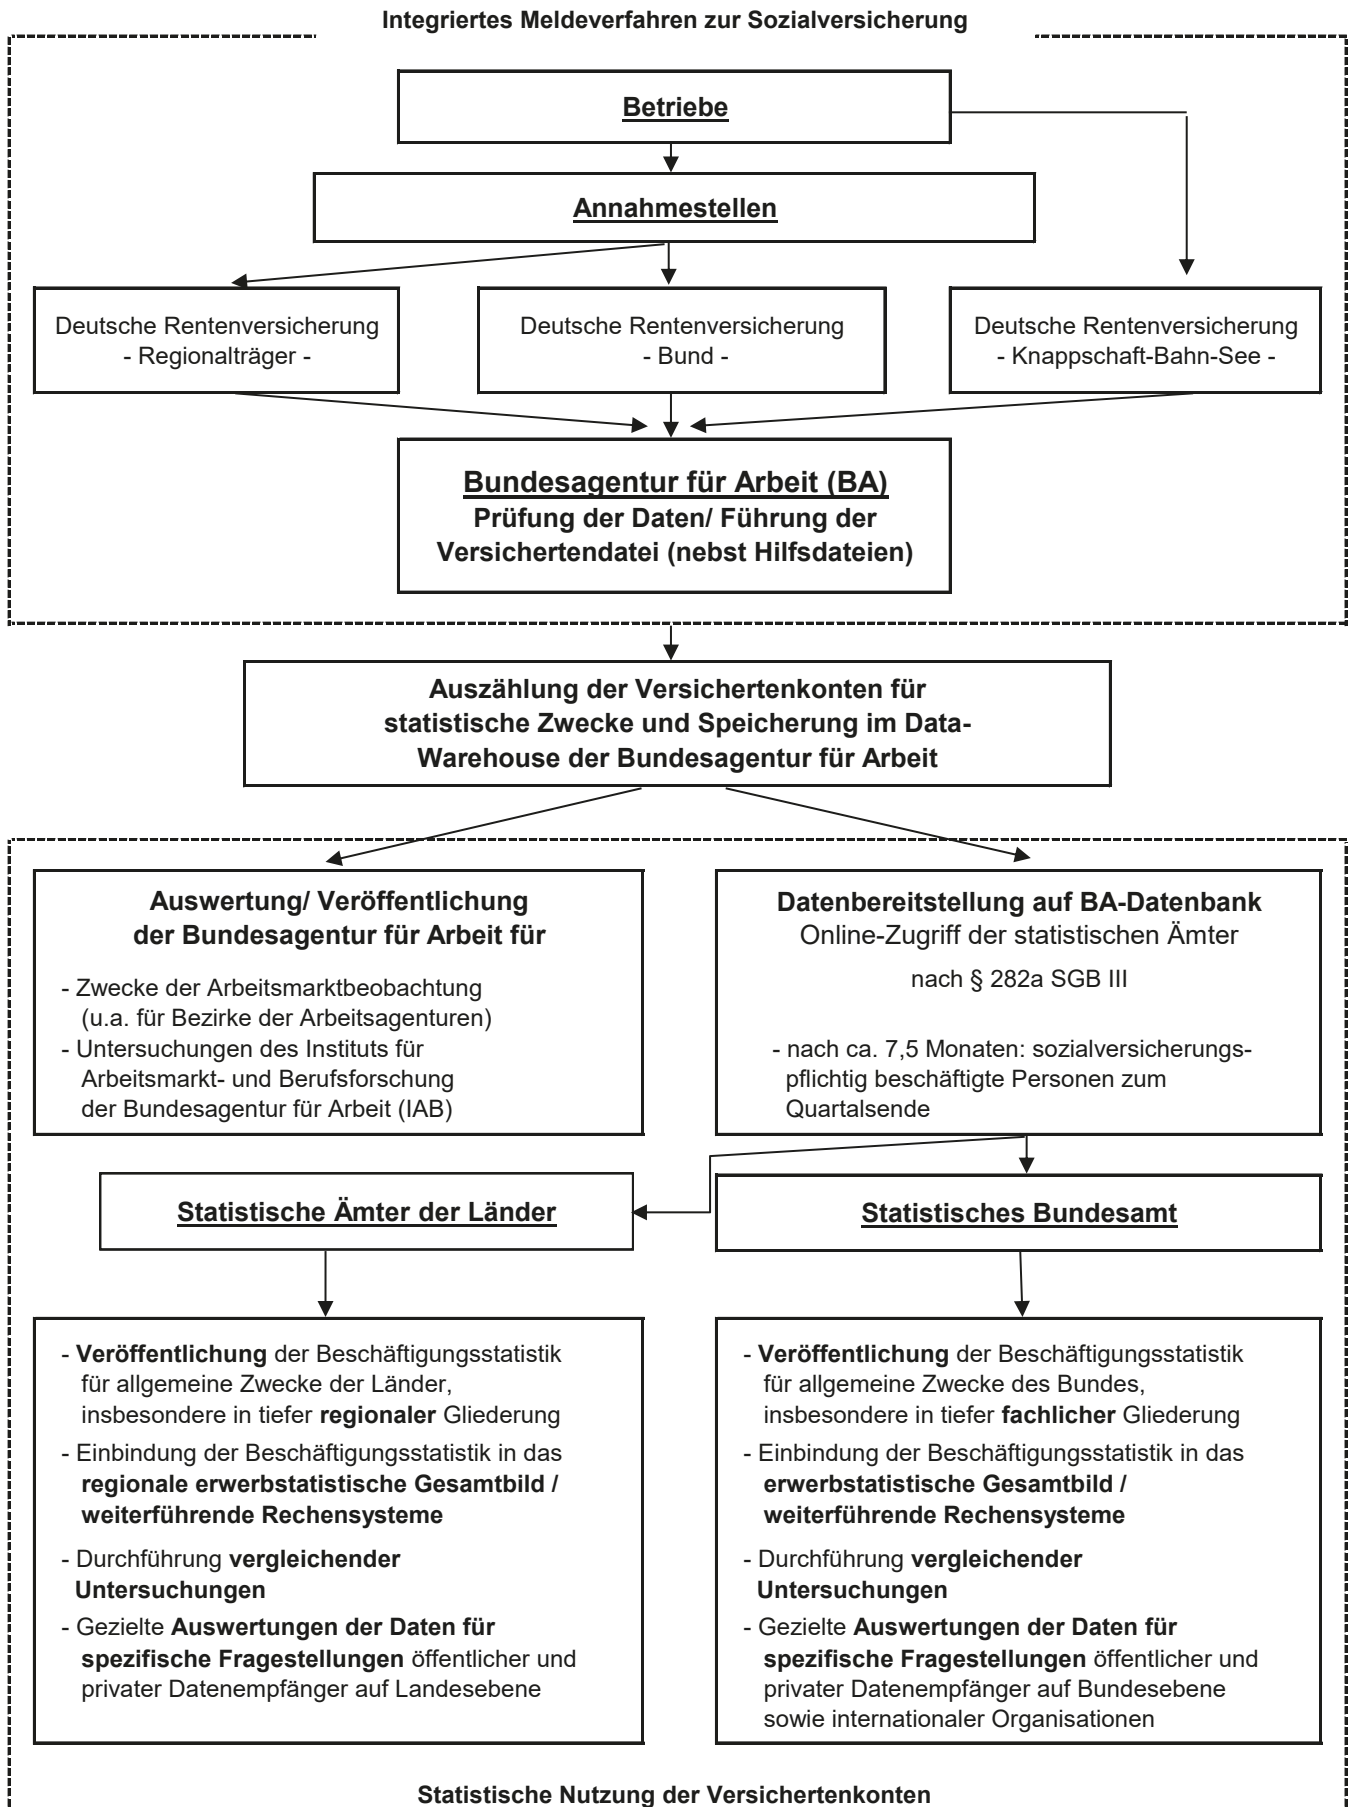 Integriertes Meldeverfahren zur Sozialversicherung
Betriebe
Annahmestellen
Deutsche Rentenversicherung
- Regionalträger -
Deutsche Rentenversicherung
- Bund -
Deutsche Rentenversicherung
- Knappschaft-Bahn-See -
Bundesagentur für Arbeit (BA)
Prüfung der Daten/ Führung der
Versichertendatei (nebst Hilfsdateien)
Auszählung der Versichertenkonten für
statistische Zwecke und Speicherung im Data-
Warehouse der Bundesagentur für Arbeit
Auswertung/ Veröffentlichung
der Bundesagentur für Arbeit für
- Zwecke der Arbeitsmarktbeobachtung
(u.a. für Bezirke der Arbeitsagenturen)
- Untersuchungen des Instituts für
Arbeitsmarkt- und Berufsforschung
der Bundesagentur für Arbeit (IAB)
Datenbereitstellung auf BA-Datenbank
Online-Zugriff der statistischen Ämter
nach § 282a SGB III
- nach ca. 7,5 Monaten: sozialversicherungs-
pflichtig beschäftigte Personen zum
Quartalsende
Statistische Ämter der Länder
Statistisches Bundesamt
- Veröffentlichung der Beschäftigungsstatistik
für allgemeine Zwecke der Länder,
insbesondere in tiefer regionaler Gliederung
- Einbindung der Beschäftigungsstatistik in das
regionale erwerbstatistische Gesamtbild /
weiterführende Rechensysteme
- Durchführung vergleichender
Untersuchungen
- Gezielte Auswertungen der Daten für
spezifische Fragestellungen öffentlicher und
privater Datenempfänger auf Landesebene
- Veröffentlichung der Beschäftigungsstatistik
für allgemeine Zwecke des Bundes,
insbesondere in tiefer fachlicher Gliederung
- Einbindung der Beschäftigungsstatistik in das
erwerbstatistische Gesamtbild /
weiterführende Rechensysteme
- Durchführung vergleichender
Untersuchungen
- Gezielte Auswertungen der Daten für
spezifische Fragestellungen öffentlicher und
privater Datenempfänger auf Bundesebene
sowie internationaler Organisationen
Statistische Nutzung der Versichertenkonten